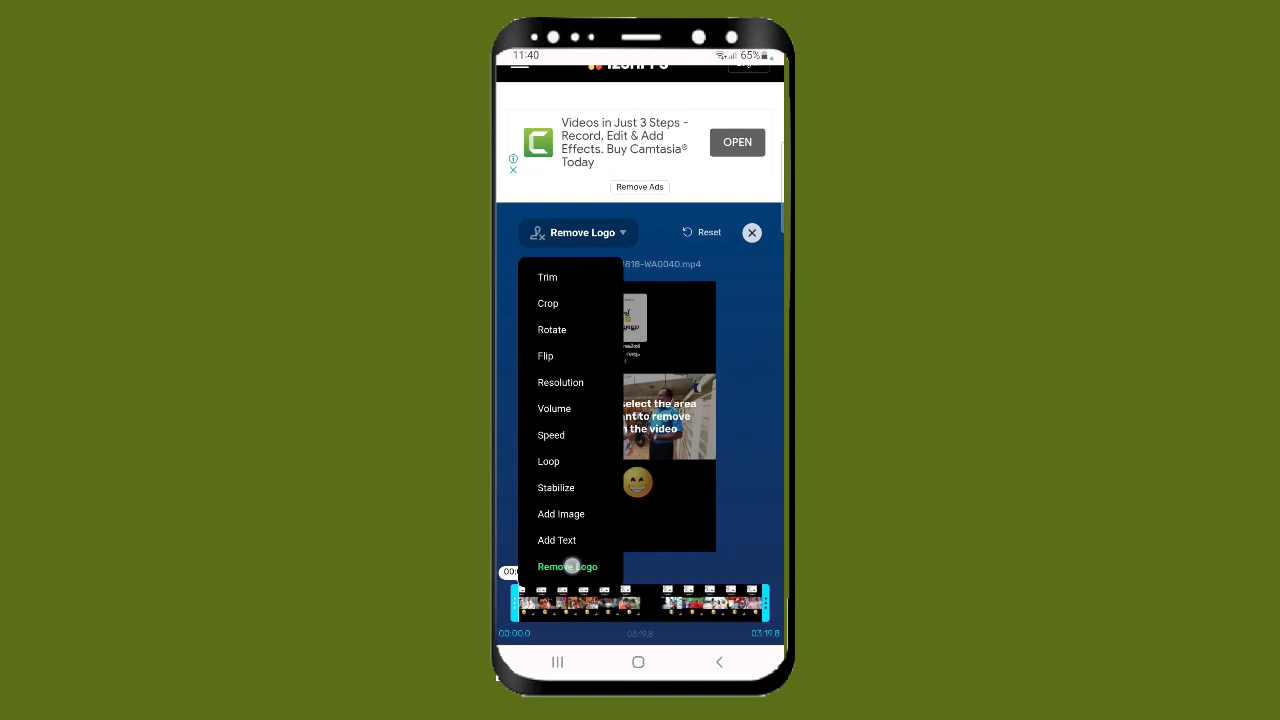 11:40
65%
Videos in Just 3 Steps -
Record, Edit & Add
Effects. Buy Camtasia®
Today
OPEN
Remove Ads
Remove Logo
Reset
818-WA0040.mp4
Trim
Crop
Rotate
Flip
Resolution
Volume
Speed
Loop
Stabilize
Add Image
Add Text
Remove Logo
select the area
ant to remove
the video
00:
00:00.0
03:19.8
03:19.8